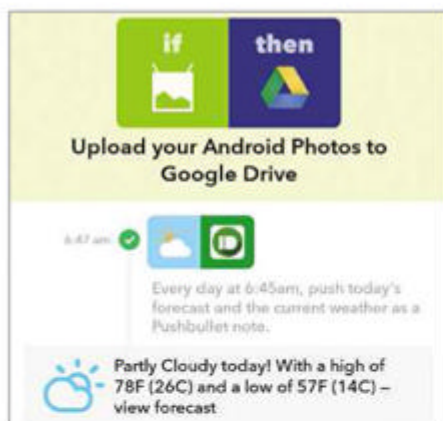 if then
Upload your Android Photos to
Google Drive
6:47 am
Every day at 6:45am, push today's
forecast and the current weather as a
Pushbullet note.
Partly Cloudy today! With a high of
78F (26C) and a low of 57F (14C) –
view forecast